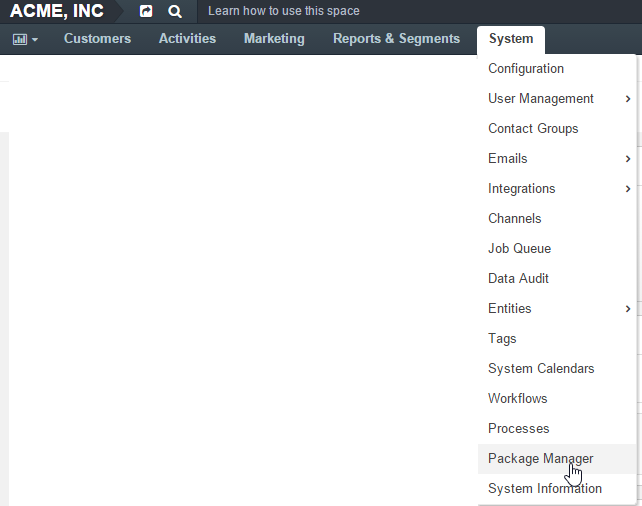 ACME, INC Learn how to use this space
Customers Activities Marketing Reports & Segments System
Configuration
User Management
Contact Groups
Emails
Integrations
Channels
Job Queue
Data Audit
Entities
Tags
System Calendars
Workflows
Processes
Package Manager
System Information